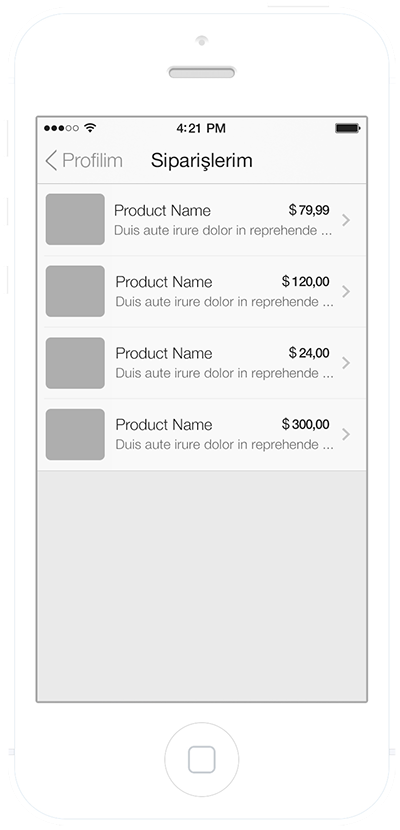 4:21 PM
Profilim Siparişlerim
Product Name $ 79,99
Duis aute irure dolor in reprehende ...
Product Name $ 120,00
Duis aute irure dolor in reprehende ...
Product Name $ 24,00
Duis aute irure dolor in reprehende ...
Product Name $ 300,00
Duis aute irure dolor in reprehende ...